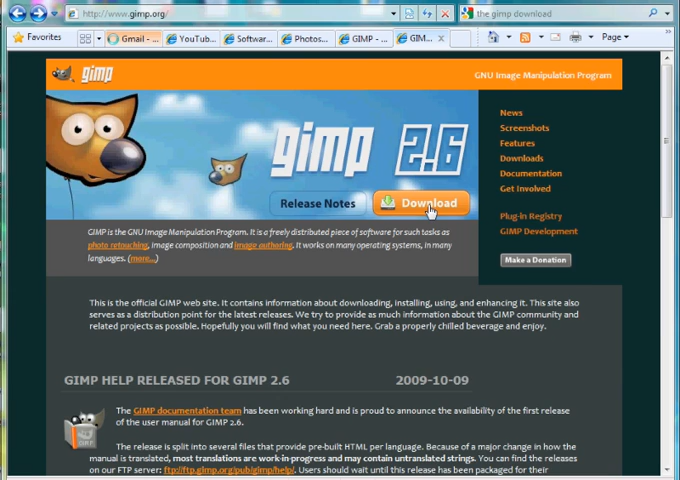 http://www.gimp.org/
the gimp download
Favorites
Gmail - ...
YouTub...
Softwar...
Photos...
GIMP - ...
GIM...
Page
gimp
GNU Image Manipulation Program
gimp 2.6
Release Notes
Download
News
Screenshots
Features
Downloads
Documentation
Get Involved
Plug-in Registry
GIMP Development
Make a Donation
GIMP is the GNU Image Manipulation Program. It is a freely distributed piece of software for such tasks as
photo retouching, image composition and image authoring. It works on many operating systems, in many
languages. (more...)
This is the official GIMP web site. It contains information about downloading, installing, using, and enhancing it. This site also
serves as a distribution point for the latest releases. We try to provide as much information about the GIMP community and
related projects as possible. Hopefully you will find what you need here. Grab a properly chilled beverage and enjoy.
GIMP HELP RELEASED FOR GIMP 2.6
2009-10-09
The GIMP documentation team has been working hard and is proud to announce the availability of the first release
of the user manual for GIMP 2.6.
The release is split into several files that provide pre-built HTML per language. Because of a major change in how the
manual is translated, most translations are work-in-progress and may contain untranslated strings. You can find the releases
on our FTP server: ftp://ftp.gimp.org/pub/gimp/help/. Users should wait until this release has been packaged for their